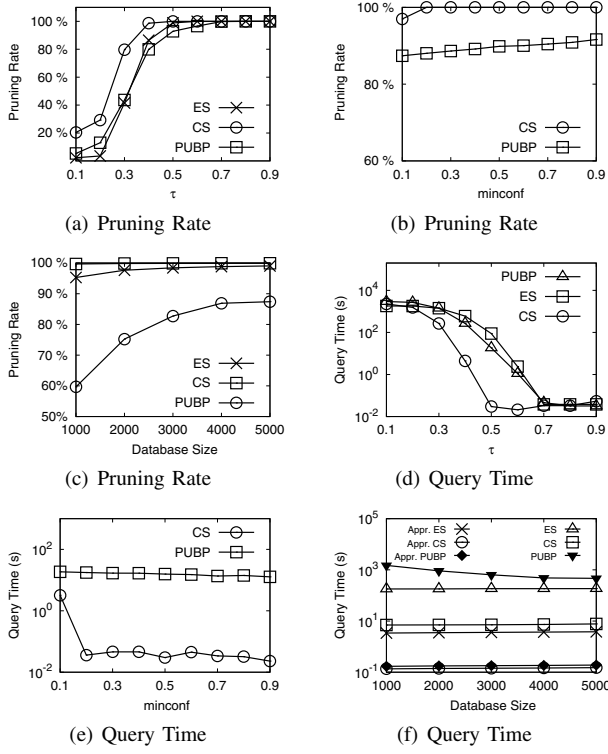 100 %
80 %
60 %
40 %
20 %
Pruning Rate
ES
CS
PUBP
0.1 0.3 0.5 0.7 0.9
τ
(a) Pruning Rate
100 %
80 %
60 %
Pruning Rate
CS
PUBP
0.1 0.3 0.5 0.7 0.9
minconf
(b) Pruning Rate
100 %
90 %
80 %
70 %
60 %
50%
Pruning Rate
ES
CS
PUBP
1000 2000 3000 4000 5000
Database Size
(c) Pruning Rate
10^4
10^2
10^0
10^-2
Query Time (s)
PUBP
ES
CS
0.1 0.3 0.5 0.7 0.9
τ
(d) Query Time
10^2
10^0
10^-2
Query Time (s)
CS
PUBP
0.1 0.3 0.5 0.7 0.9
minconf
(e) Query Time
10^5
10^3
10^1
10^-1
Query Time (s)
Appr. ES
Appr. CS
Appr. PUBP
ES
CS
PUBP
1000 2000 3000 4000 5000
Database Size
(f) Query Time